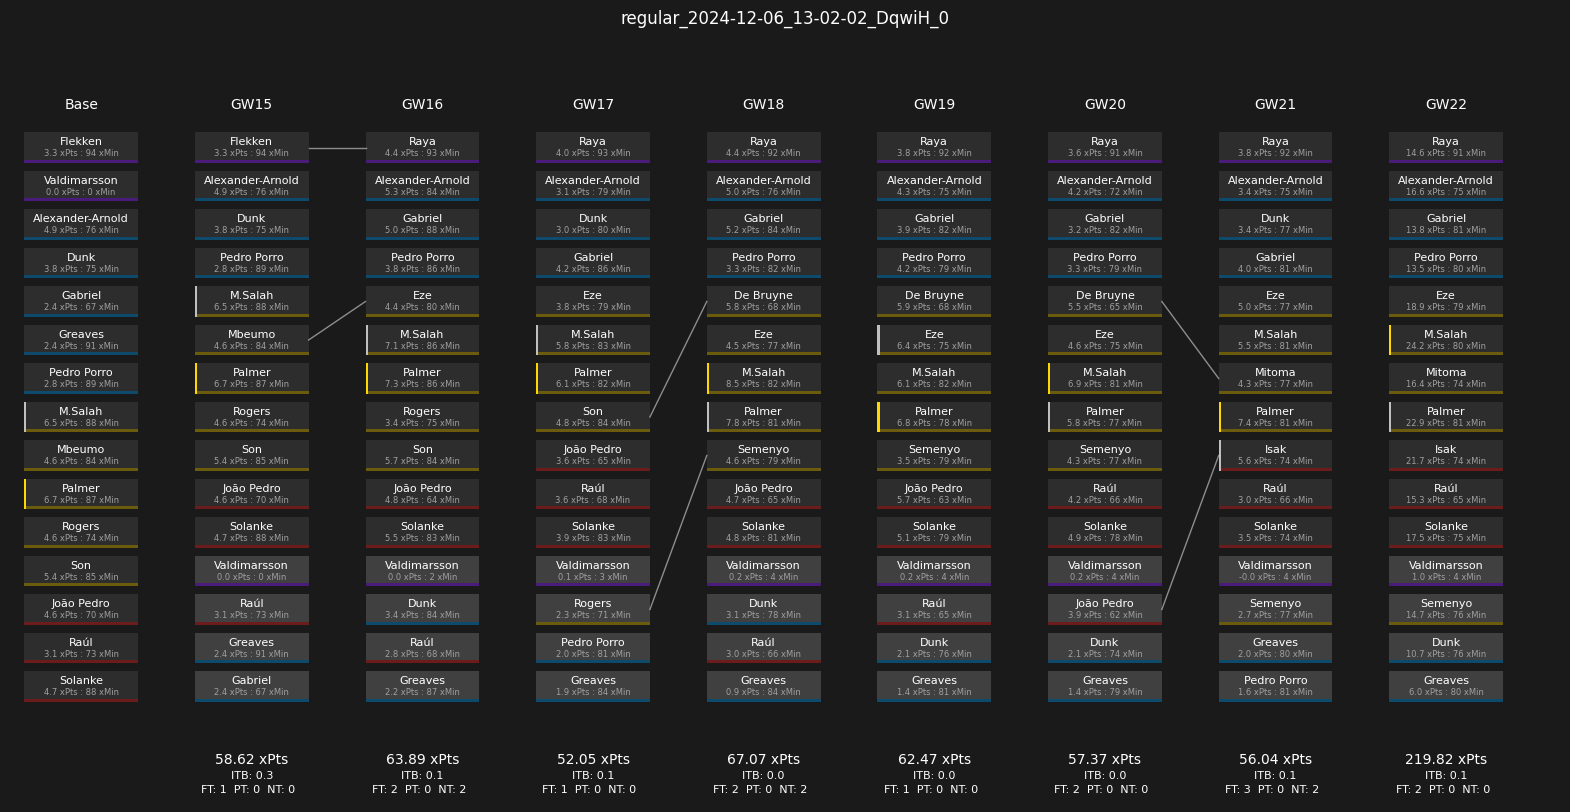 regular_2024-12-06_13-02-02_DqwiH_0
Base
Flekken
3.3 xPts : 94 xMin
Valdimarsson
0.0 xPts : 0 xMin
Alexander-Arnold
4.9 xPts : 76 xMin
Dunk
3.8 xPts : 75 xMin
Gabriel
2.4 xPts : 67 xMin
Greaves
2.4 xPts : 91 xMin
Pedro Porro
2.8 xPts : 89 xMin
M.Salah
6.5 xPts : 88 xMin
Mbeumo
4.6 xPts : 84 xMin
Palmer
6.7 xPts : 87 xMin
Rogers
4.6 xPts : 74 xMin
Son
5.4 xPts : 85 xMin
João Pedro
4.6 xPts : 70 xMin
Raúl
3.1 xPts : 73 xMin
Solanke
4.7 xPts : 88 xMin
GW15
Flekken
3.3 xPts : 94 xMin
Alexander-Arnold
4.9 xPts : 76 xMin
Dunk
3.8 xPts : 75 xMin
Pedro Porro
2.8 xPts : 89 xMin
M.Salah
6.5 xPts : 88 xMin
Mbeumo
4.6 xPts : 84 xMin
Palmer
6.7 xPts : 87 xMin
Rogers
4.6 xPts : 74 xMin
Son
5.4 xPts : 85 xMin
João Pedro
4.6 xPts : 70 xMin
Solanke
4.7 xPts : 88 xMin
Valdimarsson
0.0 xPts : 0 xMin
Raúl
3.1 xPts : 73 xMin
Greaves
2.4 xPts : 91 xMin
Gabriel
2.4 xPts : 67 xMin
58.62 xPts
ITB: 0.3
FT: 1 PT: 0 NT: 0
GW16
Raya
4.4 xPts : 93 xMin
Alexander-Arnold
5.3 xPts : 84 xMin
Gabriel
5.0 xPts : 88 xMin
Pedro Porro
3.8 xPts : 86 xMin
Eze
4.4 xPts : 80 xMin
M.Salah
7.1 xPts : 86 xMin
Palmer
7.3 xPts : 86 xMin
Rogers
3.4 xPts : 75 xMin
Son
5.7 xPts : 84 xMin
João Pedro
4.8 xPts : 64 xMin
Solanke
5.5 xPts : 83 xMin
Valdimarsson
0.0 xPts : 2 xMin
Dunk
3.4 xPts : 84 xMin
Raúl
2.8 xPts : 68 xMin
Greaves
2.2 xPts : 87 xMin
63.89 xPts
ITB: 0.1
FT: 2 PT: 0 NT: 2
GW17
Raya
4.0 xPts : 93 xMin
Alexander-Arnold
3.1 xPts : 79 xMin
Dunk
3.0 xPts : 80 xMin
Gabriel
4.2 xPts : 86 xMin
Eze
3.8 xPts : 79 xMin
M.Salah
5.8 xPts : 83 xMin
Palmer
6.1 xPts : 82 xMin
Son
4.8 xPts : 84 xMin
João Pedro
3.6 xPts : 65 xMin
Raúl
3.6 xPts : 68 xMin
Solanke
3.9 xPts : 83 xMin
Valdimarsson
0.1 xPts : 3 xMin
Rogers
2.3 xPts : 71 xMin
Pedro Porro
2.0 xPts : 81 xMin
Greaves
1.9 xPts : 84 xMin
52.05 xPts
ITB: 0.1
FT: 1 PT: 0 NT: 0
GW18
Raya
4.4 xPts : 92 xMin
Alexander-Arnold
5.0 xPts : 76 xMin
Gabriel
5.2 xPts : 84 xMin
Pedro Porro
3.3 xPts : 82 xMin
De Bruyne
5.8 xPts : 68 xMin
Eze
4.5 xPts : 77 xMin
M.Salah
8.5 xPts : 82 xMin
Palmer
7.8 xPts : 81 xMin
Semenyo
4.6 xPts : 79 xMin
João Pedro
4.7 xPts : 65 xMin
Solanke
4.8 xPts : 81 xMin
Valdimarsson
0.2 xPts : 4 xMin
Dunk
3.1 xPts : 78 xMin
Raúl
3.0 xPts : 66 xMin
Greaves
0.9 xPts : 84 xMin
67.07 xPts
ITB: 0.0
FT: 2 PT: 0 NT: 2
GW19
Raya
3.8 xPts : 92 xMin
Alexander-Arnold
4.3 xPts : 75 xMin
Gabriel
3.9 xPts : 82 xMin
Pedro Porro
4.2 xPts : 79 xMin
De Bruyne
5.9 xPts : 68 xMin
Eze
6.4 xPts : 75 xMin
M.Salah
6.1 xPts : 82 xMin
Palmer
6.8 xPts : 78 xMin
Semenyo
3.5 xPts : 79 xMin
João Pedro
5.7 xPts : 63 xMin
Solanke
5.1 xPts : 79 xMin
Valdimarsson
0.2 xPts : 4 xMin
Raúl
3.1 xPts : 65 xMin
Dunk
2.1 xPts : 76 xMin
Greaves
1.4 xPts : 81 xMin
62.47 xPts
ITB: 0.0
FT: 1 PT: 0 NT: 0
GW20
Raya
3.6 xPts : 91 xMin
Alexander-Arnold
4.2 xPts : 72 xMin
Gabriel
3.2 xPts : 82 xMin
Pedro Porro
3.3 xPts : 79 xMin
De Bruyne
5.5 xPts : 65 xMin
Eze
4.6 xPts : 75 xMin
M.Salah
6.9 xPts : 81 xMin
Palmer
5.8 xPts : 77 xMin
Semenyo
4.3 xPts : 77 xMin
Raúl
4.2 xPts : 66 xMin
Solanke
4.9 xPts : 78 xMin
Valdimarsson
0.2 xPts : 4 xMin
João Pedro
3.9 xPts : 62 xMin
Dunk
2.1 xPts : 74 xMin
Greaves
1.4 xPts : 79 xMin
57.37 xPts
ITB: 0.0
FT: 2 PT: 0 NT: 0
GW21
Raya
3.8 xPts : 92 xMin
Alexander-Arnold
3.4 xPts : 75 xMin
Dunk
3.4 xPts : 77 xMin
Gabriel
4.0 xPts : 81 xMin
Eze
5.0 xPts : 77 xMin
M.Salah
5.5 xPts : 81 xMin
Mitoma
4.3 xPts : 77 xMin
Palmer
7.4 xPts : 81 xMin
Isak
5.6 xPts : 74 xMin
Raúl
3.0 xPts : 66 xMin
Solanke
3.5 xPts : 74 xMin
Valdimarsson
-0.0 xPts : 4 xMin
Semenyo
2.7 xPts : 77 xMin
Greaves
2.0 xPts : 80 xMin
Pedro Porro
1.6 xPts : 81 xMin
56.04 xPts
ITB: 0.1
FT: 3 PT: 0 NT: 2
GW22
Raya
14.6 xPts : 91 xMin
Alexander-Arnold
16.6 xPts : 75 xMin
Gabriel
13.8 xPts : 81 xMin
Pedro Porro
13.5 xPts : 80 xMin
Eze
18.9 xPts : 79 xMin
M.Salah
24.2 xPts : 80 xMin
Mitoma
16.4 xPts : 74 xMin
Palmer
22.9 xPts : 81 xMin
Isak
21.7 xPts : 74 xMin
Raúl
15.3 xPts : 65 xMin
Solanke
17.5 xPts : 75 xMin
Valdimarsson
1.0 xPts : 4 xMin
Semenyo
14.7 xPts : 76 xMin
Dunk
10.7 xPts : 76 xMin
Greaves
6.0 xPts : 80 xMin
219.82 xPts
ITB: 0.1
FT: 2 PT: 0 NT: 0